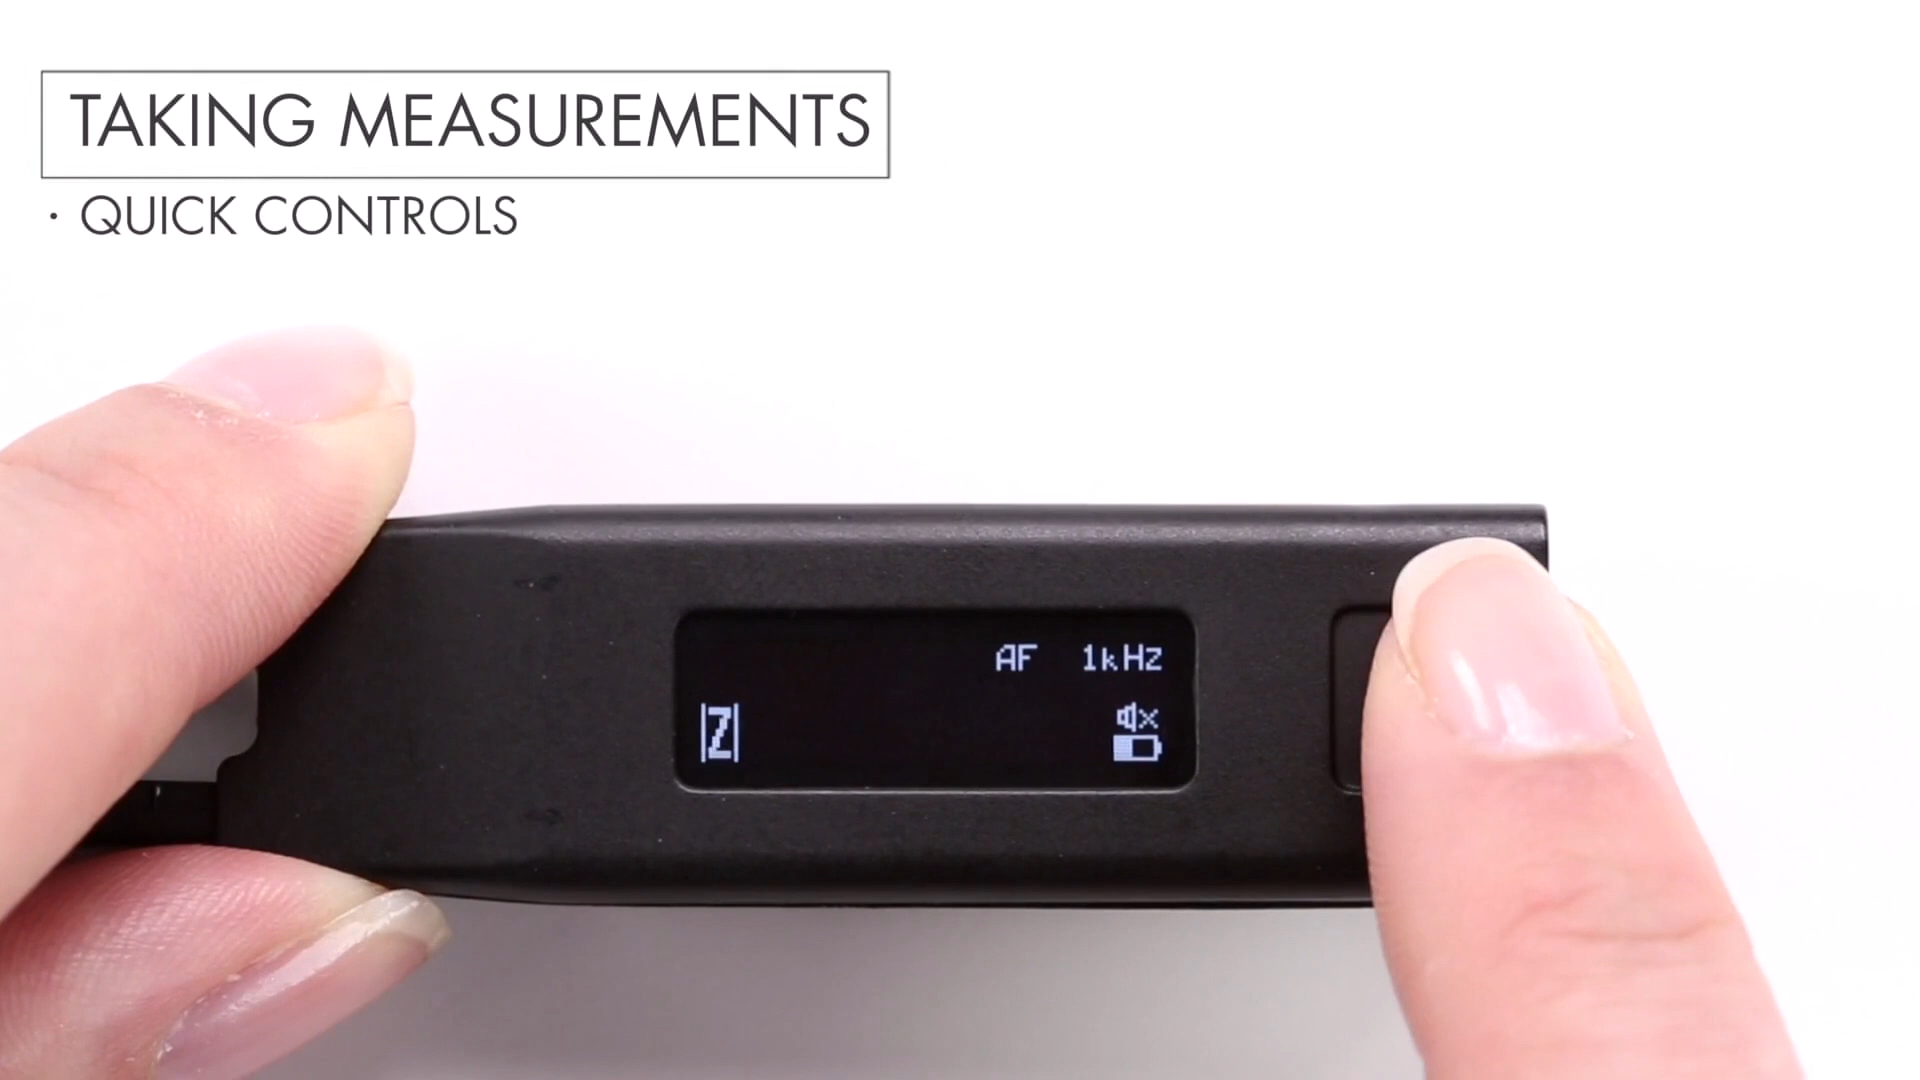 TAKING MEASUREMENTS
· QUICK CONTROLS
AF 1kHz
|Z|